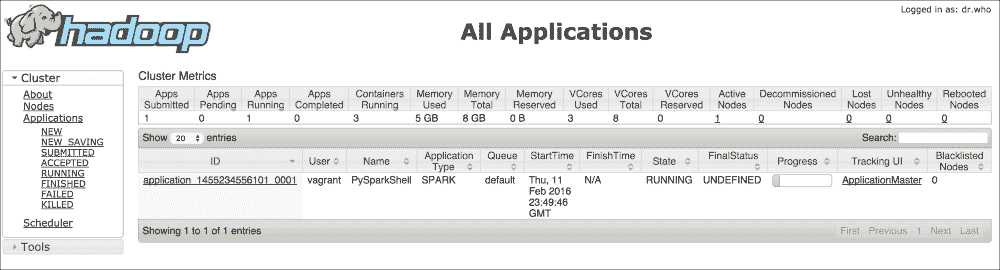 Logged in as: dr.who
hadoop
All Applications
Cluster
About
Nodes
Applications
NEW
NEW_SAVING
SUBMITTED
ACCEPTED
RUNNING
FINISHED
FAILED
KILLED
Scheduler
Tools
Cluster Metrics
Apps Submitted Apps Pending Apps Running Apps Completed Containers Running Memory Used Memory Total Memory Reserved VCores Used VCores Total VCores Reserved Active Nodes Decommissioned Nodes Lost Nodes Unhealthy Nodes Rebooted Nodes
1 0 1 0 3 5 GB 8 GB 0 B 3 8 0 1 0 0 0 0
Show 20 entries Search:
ID User Name Application Type Queue StartTime FinishTime State FinalStatus Progress Tracking UI Blacklisted Nodes
application_1455234556101_0001 vagrant PySparkShell SPARK default Thu, 11 Feb 2016 23:49:46 GMT N/A RUNNING UNDEFINED ApplicationMaster 0
Showing 1 to 1 of 1 entries First Previous 1 Next Last